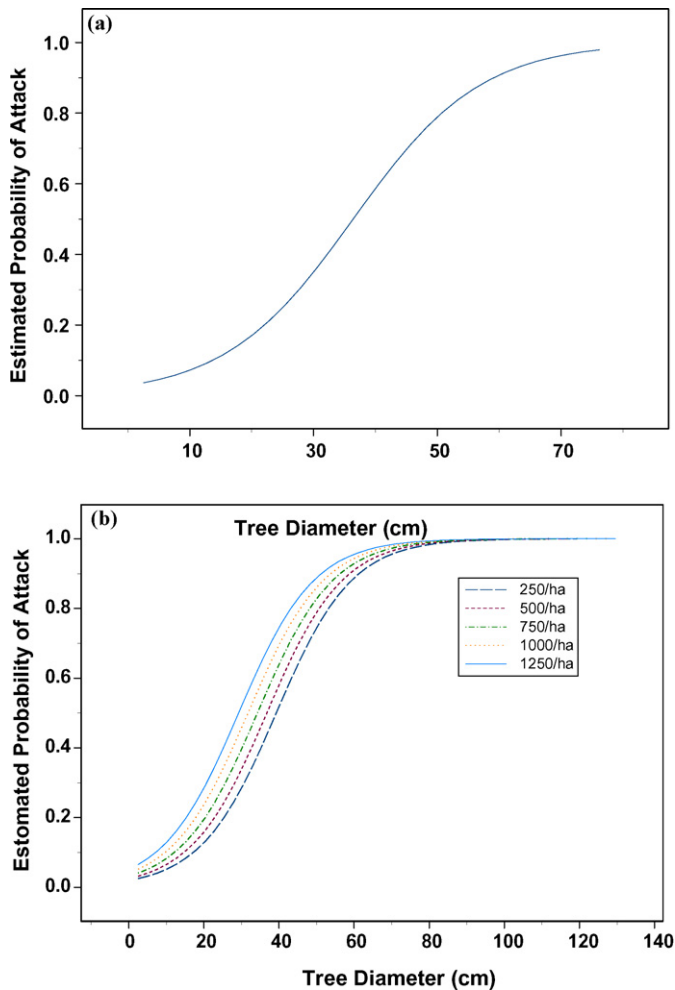 (a)
Estimated Probability of Attack
1.0
0.8
0.6
0.4
0.2
0.0
10 30 50 70
(b)
Tree Diameter (cm)
Estomated Probability of Attack
1.0
0.8
0.6
0.4
0.2
0.0
250/ha
500/ha
750/ha
1000/ha
1250/ha
0 20 40 60 80 100 120 140
Tree Diameter (cm)